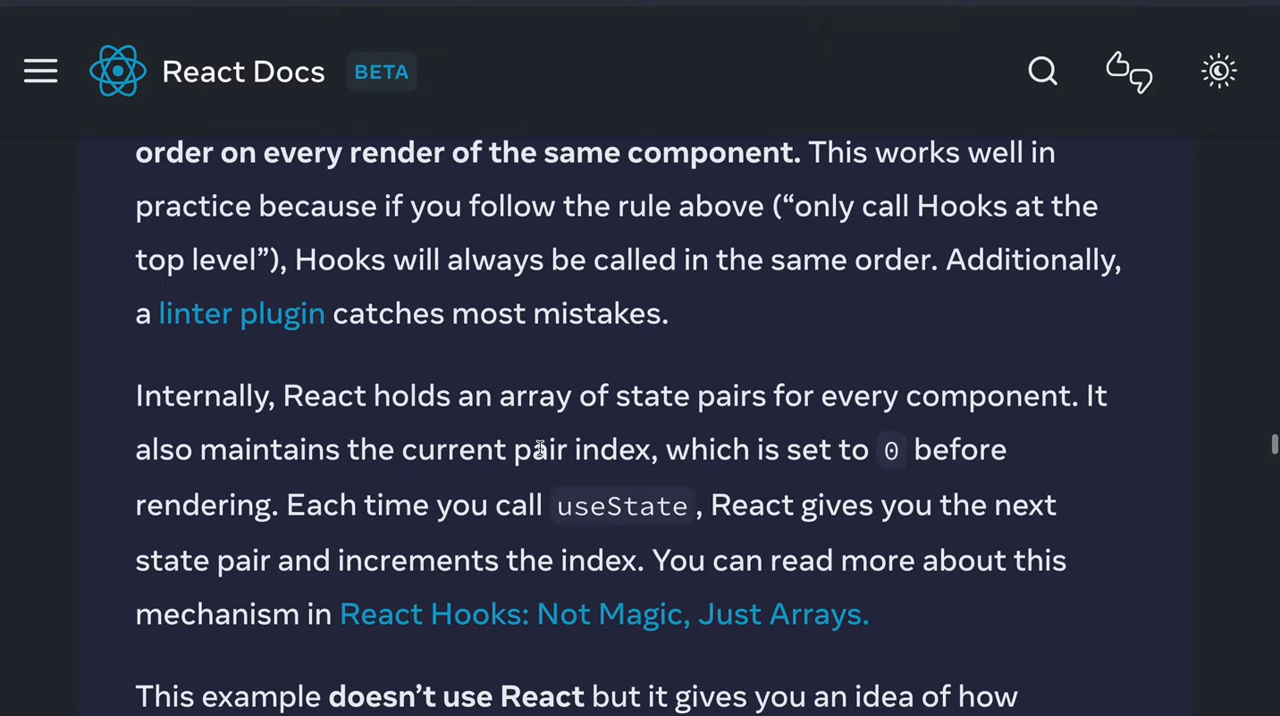 React Docs BETA
order on every render of the same component. This works well in
practice because if you follow the rule above (“only call Hooks at the
top level”), Hooks will always be called in the same order. Additionally,
a linter plugin catches most mistakes.
Internally, React holds an array of state pairs for every component. It
also maintains the current pair index, which is set to 0 before
rendering. Each time you call useState, React gives you the next
state pair and increments the index. You can read more about this
mechanism in React Hooks: Not Magic, Just Arrays.
This example doesn’t use React but it gives you an idea of how